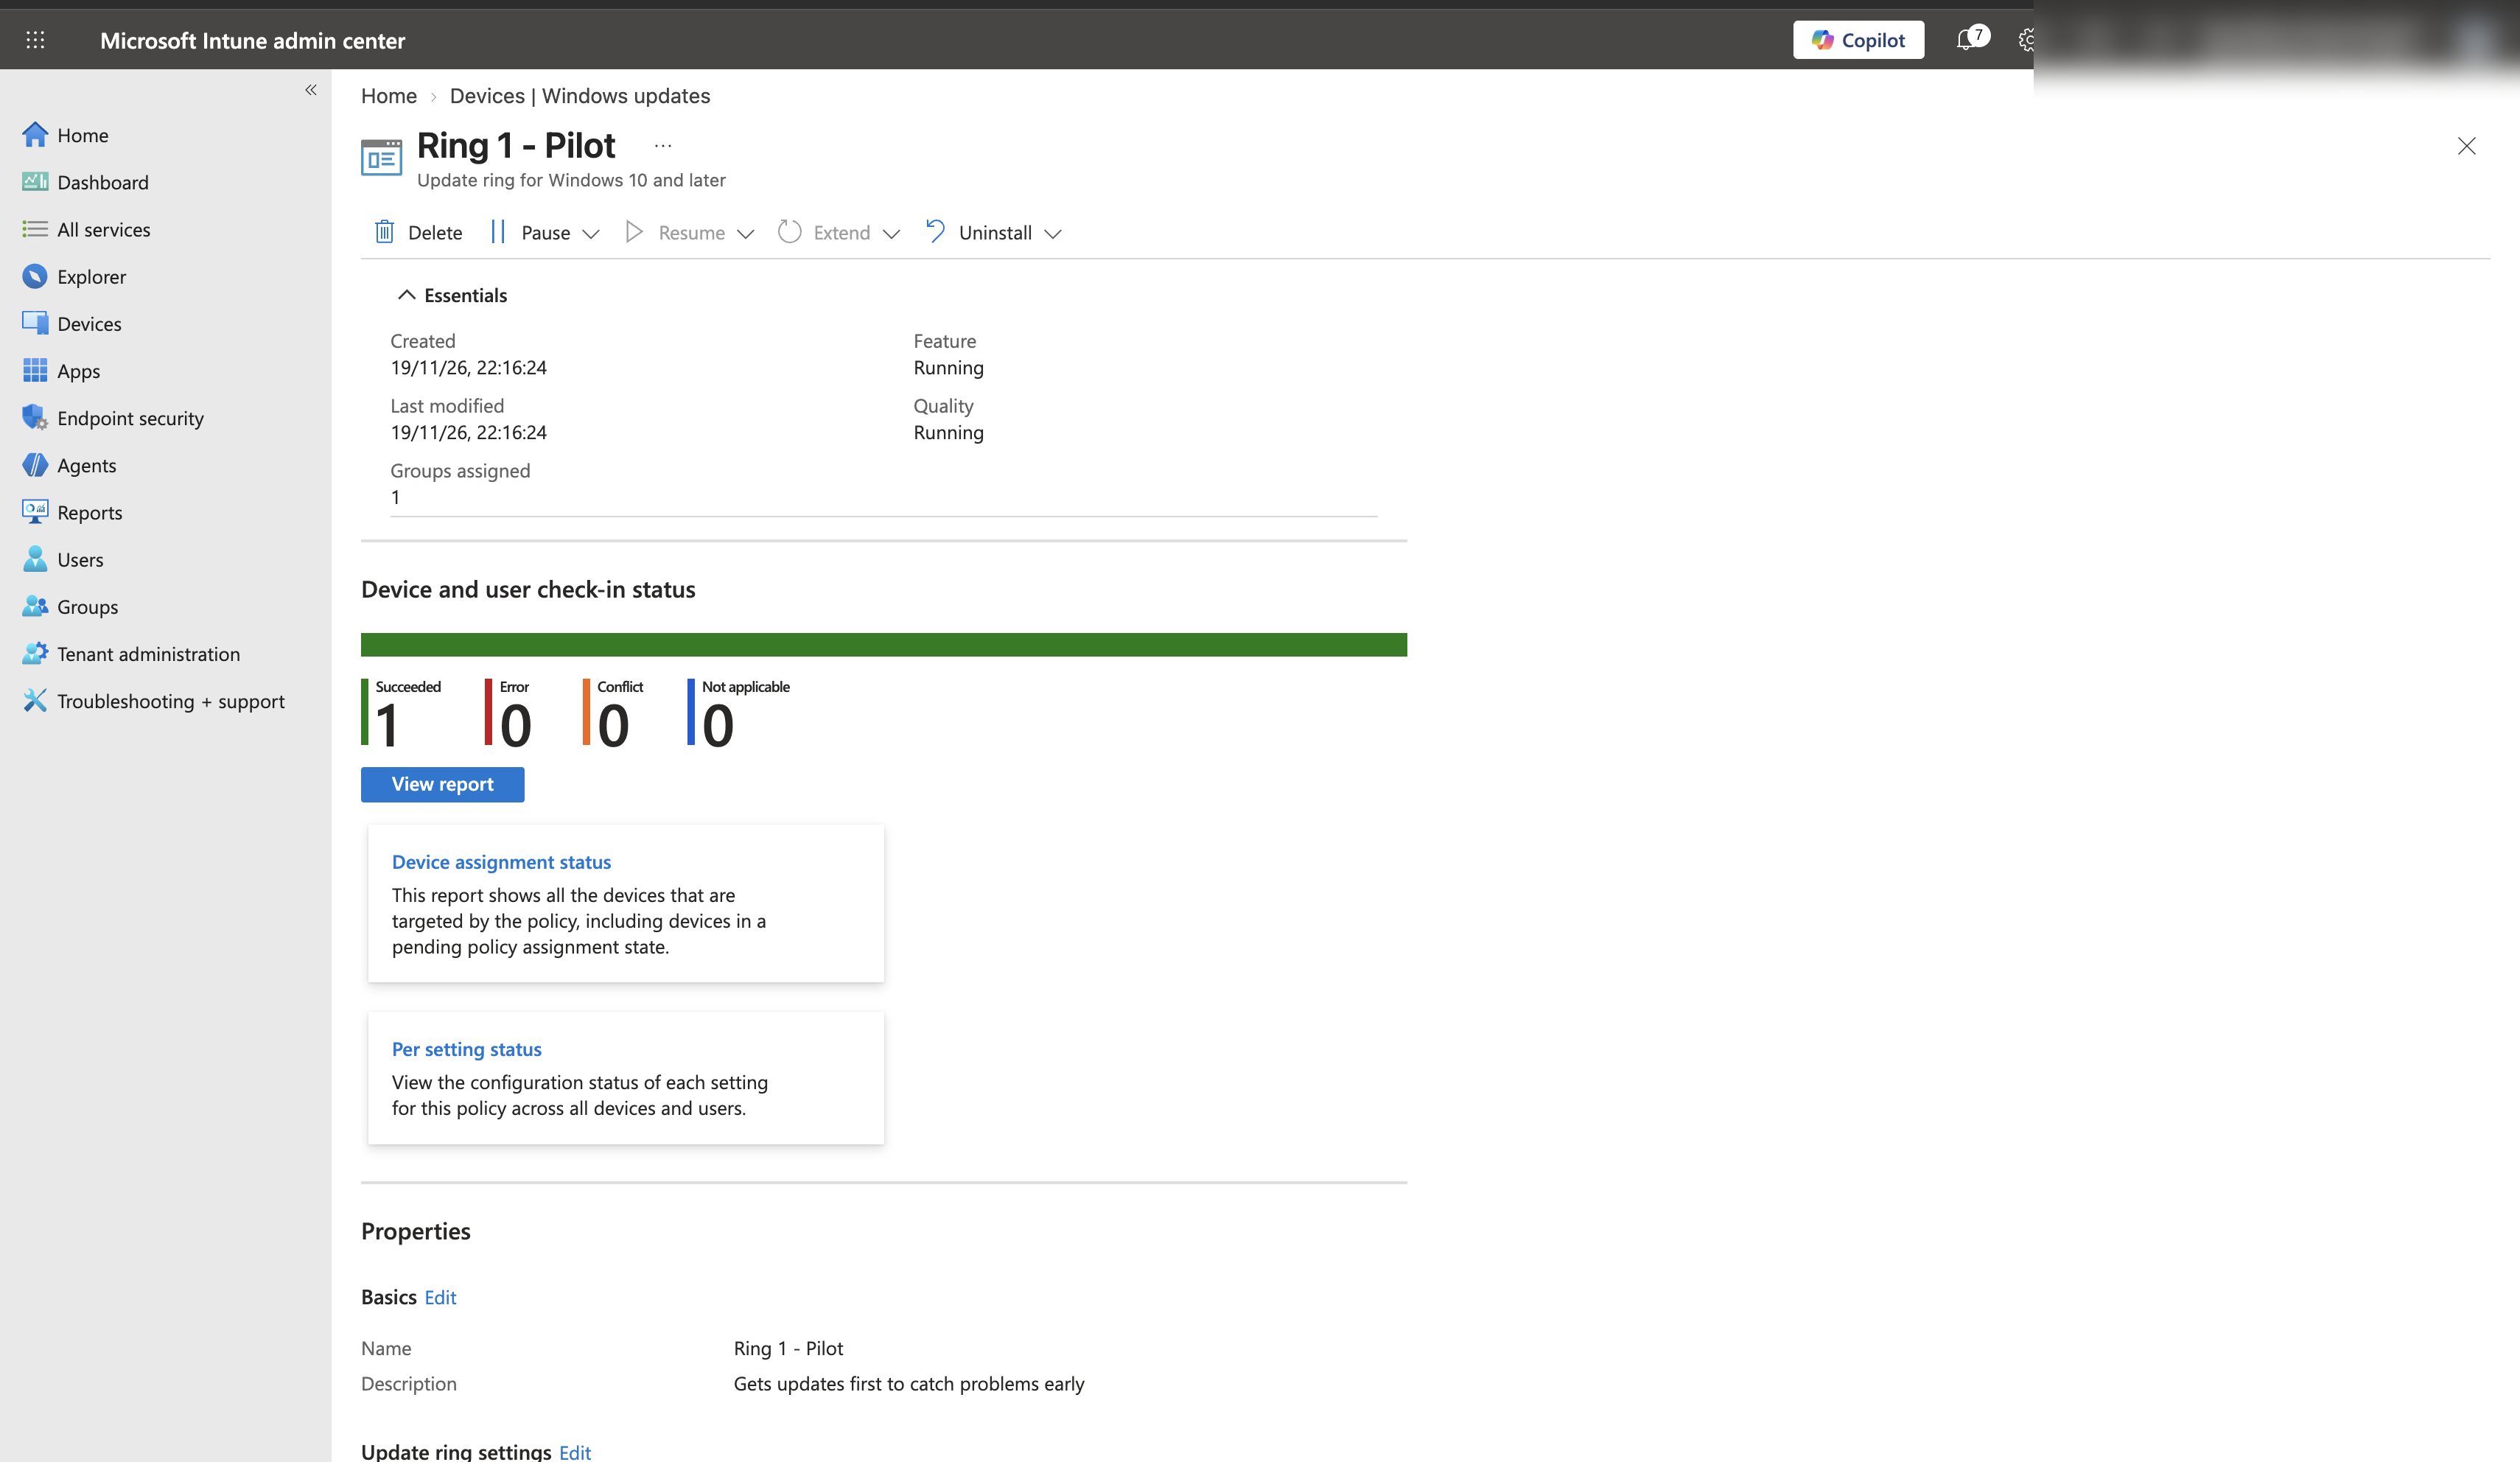 Microsoft Intune admin center
Copilot
7
Home
Dashboard
All services
Explorer
Devices
Apps
Endpoint security
Agents
Reports
Users
Groups
Tenant administration
Troubleshooting + support
Home > Devices | Windows updates
Ring 1 - Pilot ...
Update ring for Windows 10 and later
Delete Pause Resume Extend Uninstall
Essentials
Created
19/11/26, 22:16:24
Last modified
19/11/26, 22:16:24
Groups assigned
1
Feature
Running
Quality
Running
Device and user check-in status
Succeeded
1
Error
0
Conflict
0
Not applicable
0
View report
Device assignment status
This report shows all the devices that are
targeted by the policy, including devices in a
pending policy assignment state.
Per setting status
View the configuration status of each setting
for this policy across all devices and users.
Properties
Basics Edit
Name Ring 1 - Pilot
Description Gets updates first to catch problems early
Update ring settings Edit